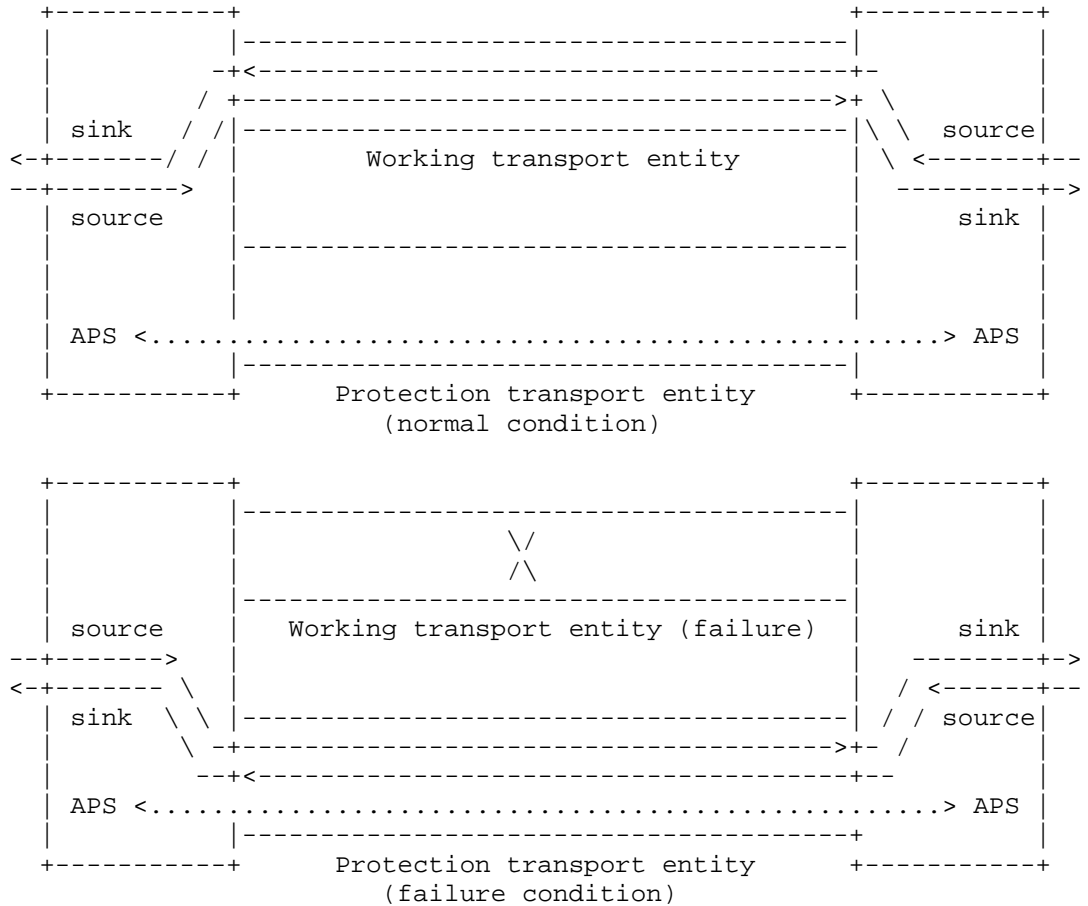 sink
source
Working transport entity
source
sink
APS
APS
Protection transport entity
(normal condition)
source
Working transport entity (failure)
sink
sink
source
APS
APS
Protection transport entity
(failure condition)